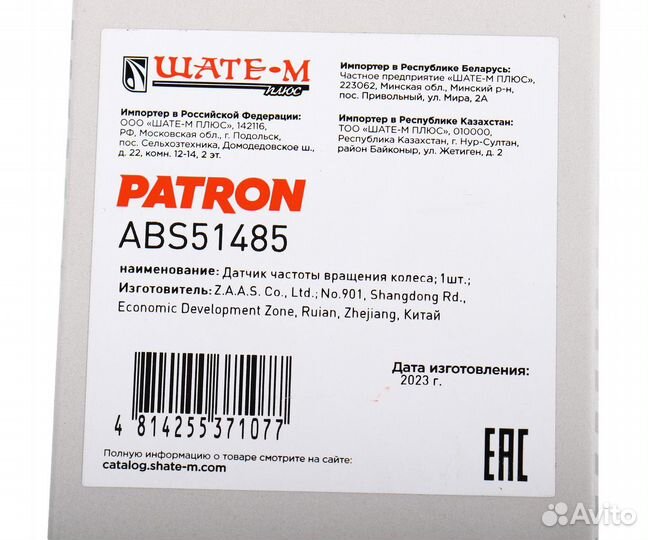 ШАТЕ-М
ПЛЮС
Импортер в Российской Федерации:
ООО «ШАТЕ-М ПЛЮС», 142116,
РФ, Московская обл., г. Подольск,
пос. Сельхозтехника, Домодедовское ш.,
д. 22, комн. 12-14, 2 эт.
Импортер в Республике Беларусь:
Частное предприятие «ШАТЕ-М ПЛЮС»,
223062, Минская обл., Минский р-н,
пос. Привольный, ул. Мира, 2А
Импортер в Республике Казахстан:
ТОО «ШАТЕ-М ПЛЮС», 010000,
Республика Казахстан, г. Нур-Султан,
район Байконыр, ул. Жетиген, д. 2
PATRON
ABS51485
наименование: Датчик частоты вращения колеса; 1шт.;
Изготовитель: Z.A.A.S. Co., Ltd.; No.901, Shangdong Rd.,
Economic Development Zone, Ruian, Zhejiang, Китай
Дата изготовления:
2023 г.
4 814255 371077
EAC
Полную информацию о товаре смотрите на сайте:
catalog.shate-m.com
Avito